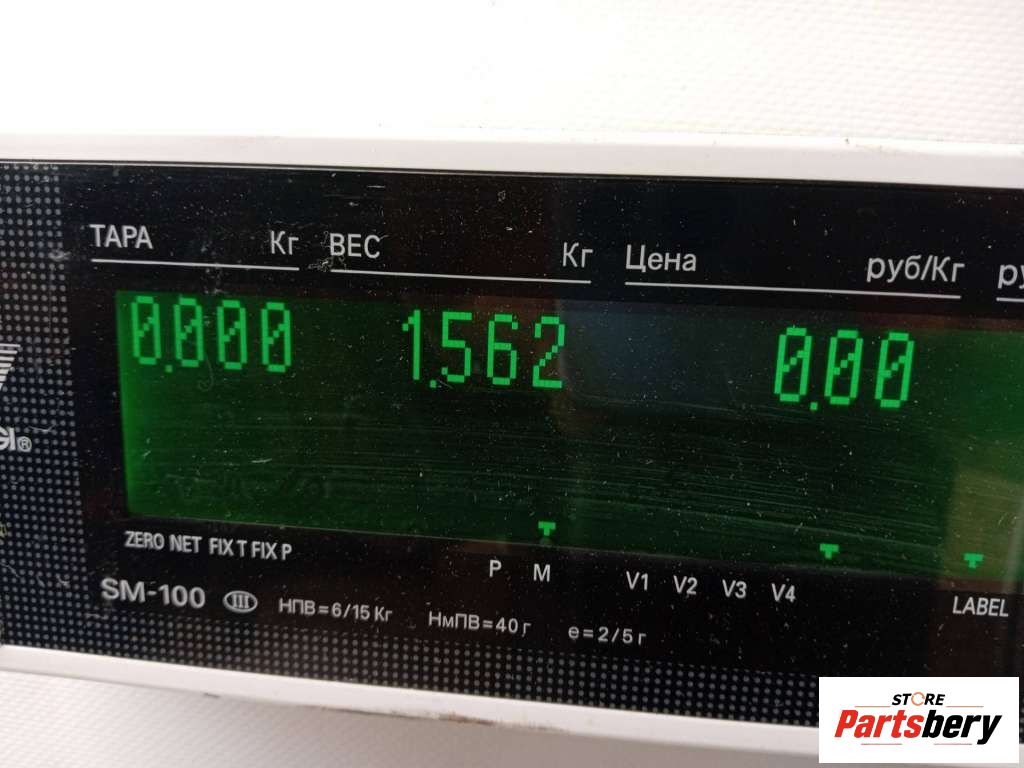 ТАРА Кг ВЕС Кг Цена руб/Кг
0.000 1.562 0.00
ZERO NET FIX T FIX P P M V1 V2 V3 V4 LABEL
SM-100 III НПВ=6/15 Кг НмПВ=40 г e=2/5 г
STORE
Partsbery